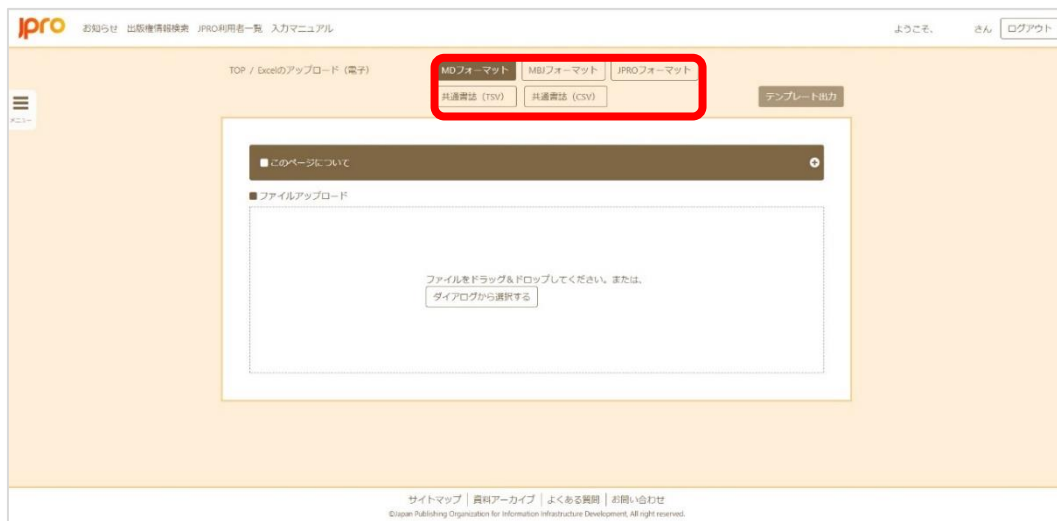 jpro
お知らせ 出版権情報検索 JPRO利用者一覧 入力マニュアル
ようこそ、 さん ログアウト
TOP / Excelのアップロード（電子）
MDフォーマット MBJフォーマット JPROフォーマット
共通書誌（TSV） 共通書誌（CSV）
テンプレート出力
メニュー
このページについて
ファイルアップロード
ファイルをドラッグ&ドロップしてください。または、
ダイアログから選択する
サイトマップ | 資料アーカイブ | よくある質問 | お問い合わせ
©Japan Publishing Organization for Information Infrastructure Development, All right reserved.